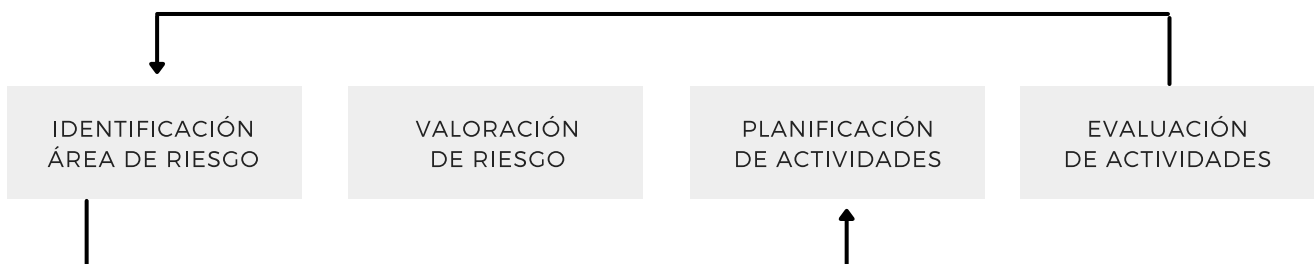 IDENTIFICACIÓN
ÁREA DE RIESGO
VALORACIÓN
DE RIESGO
PLANIFICACIÓN
DE ACTIVIDADES
EVALUACIÓN
DE ACTIVIDADES